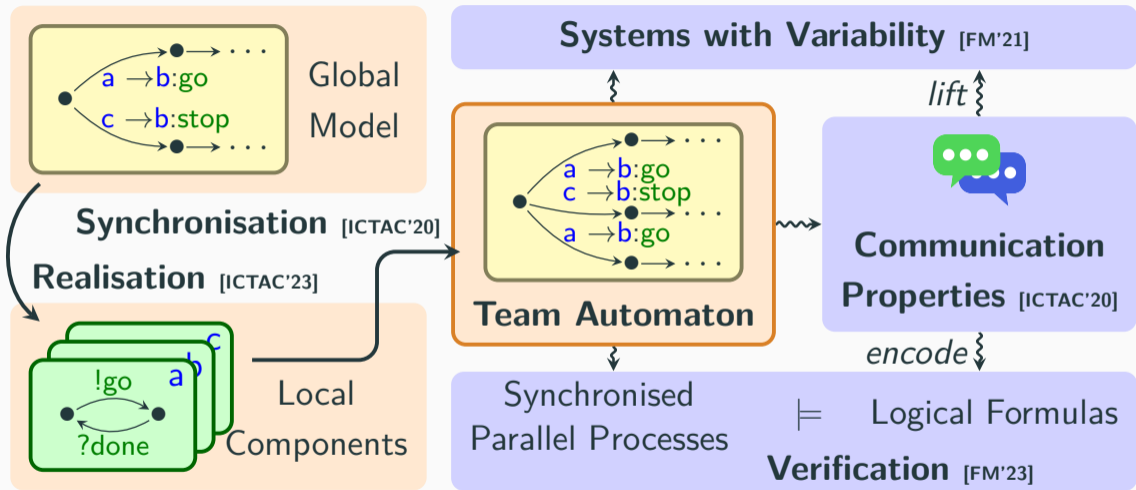 a →b:go
c →b:stop
· · ·
· · ·
Global
Model
Synchronisation [ICTAC'20]
Realisation [ICTAC'23]
c
b
a
!go
?done
Local
Components
Systems with Variability [FM'21]
lift
· · ·
a →b:go
c →b:stop
· · ·
a →b:go
· · ·
Team Automaton
Communication
Properties [ICTAC'20]
encode
Synchronised
Parallel Processes
⊨
Logical Formulas
Verification [FM'23]